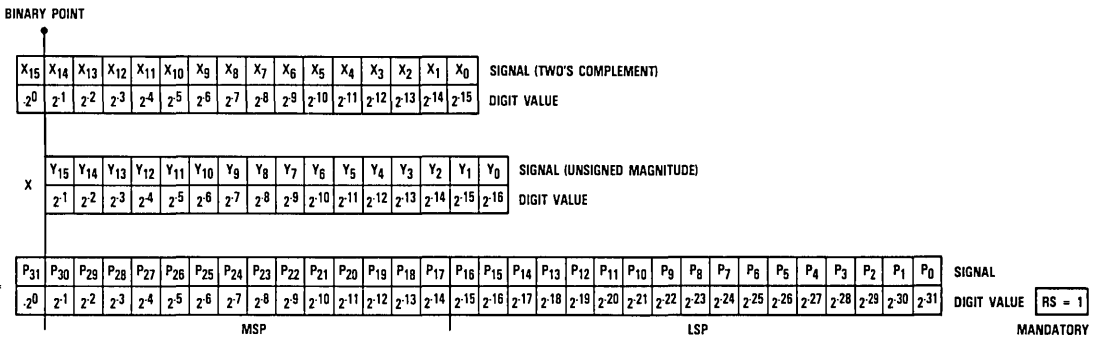 BINARY POINT
X15 X14 X13 X12 X11 X10 X9 X8 X7 X6 X5 X4 X3 X2 X1 X0 SIGNAL (TWO'S COMPLEMENT)
-2^0 2^-1 2^-2 2^-3 2^-4 2^-5 2^-6 2^-7 2^-8 2^-9 2^-10 2^-11 2^-12 2^-13 2^-14 2^-15 DIGIT VALUE
X
Y15 Y14 Y13 Y12 Y11 Y10 Y9 Y8 Y7 Y6 Y5 Y4 Y3 Y2 Y1 Y0 SIGNAL (UNSIGNED MAGNITUDE)
2^-1 2^-2 2^-3 2^-4 2^-5 2^-6 2^-7 2^-8 2^-9 2^-10 2^-11 2^-12 2^-13 2^-14 2^-15 2^-16 DIGIT VALUE
P31 P30 P29 P28 P27 P26 P25 P24 P23 P22 P21 P20 P19 P18 P17 P16 P15 P14 P13 P12 P11 P10 P9 P8 P7 P6 P5 P4 P3 P2 P1 P0 SIGNAL
-2^0 2^-1 2^-2 2^-3 2^-4 2^-5 2^-6 2^-7 2^-8 2^-9 2^-10 2^-11 2^-12 2^-13 2^-14 2^-15 2^-16 2^-17 2^-18 2^-19 2^-20 2^-21 2^-22 2^-23 2^-24 2^-25 2^-26 2^-27 2^-28 2^-29 2^-30 2^-31 DIGIT VALUE RS = 1
MSP LSP MANDATORY